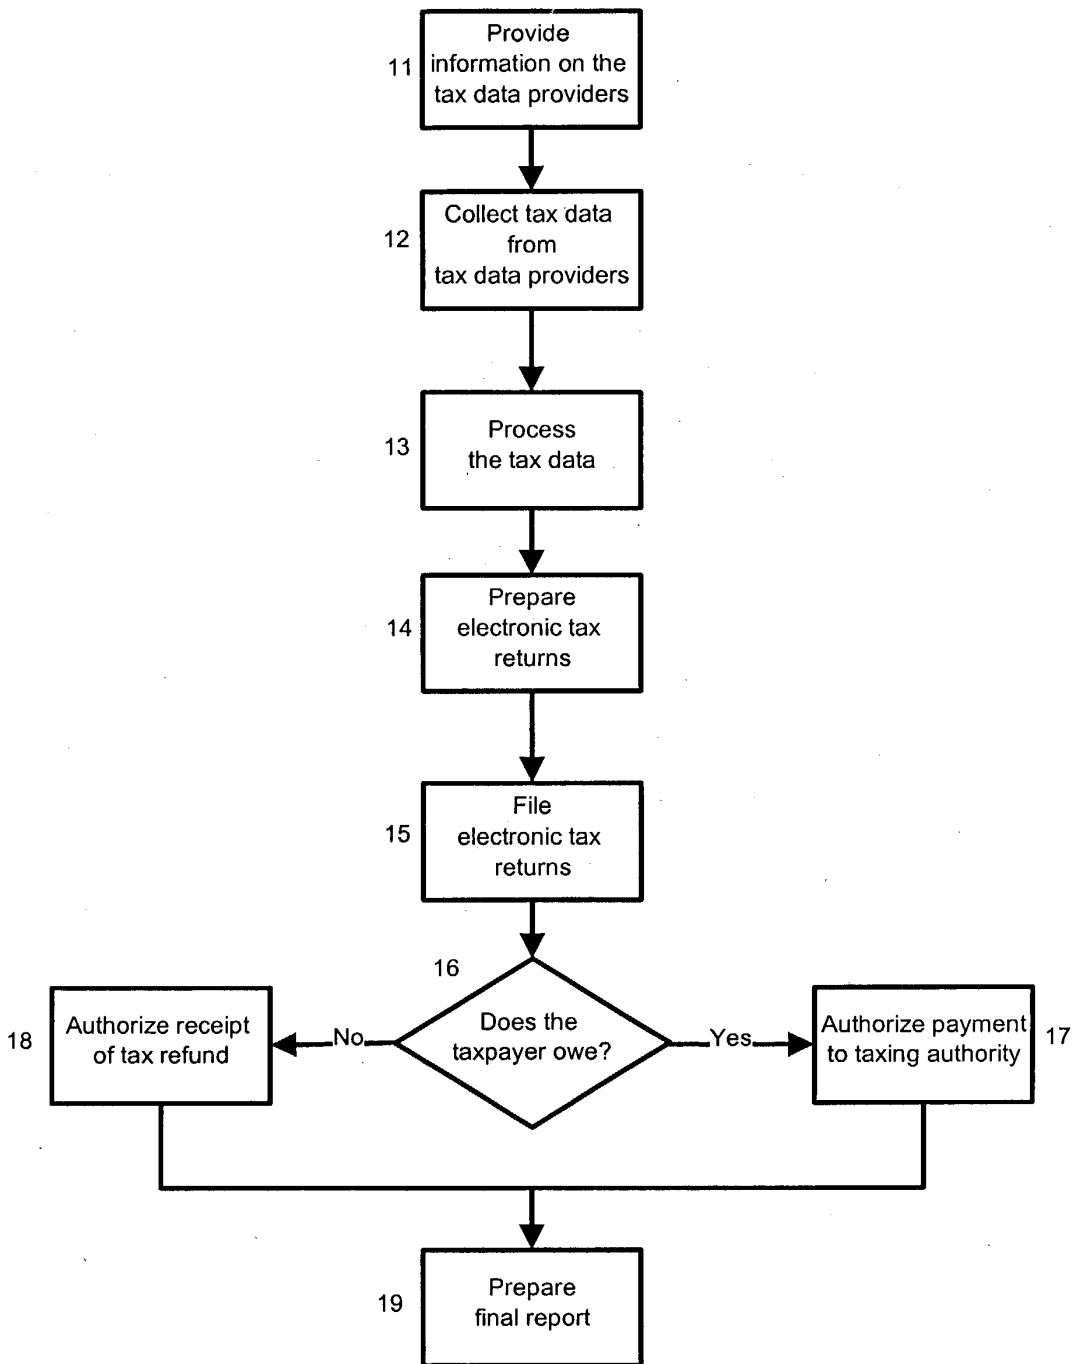 Provide
11 information on the
tax data providers
Collect tax data
12 from
tax data providers
Process
13 the tax data
Prepare
14 electronic tax
returns
File
15 electronic tax
returns
16
Does the
taxpayer owe?
No
Yes
18 Authorize receipt
of tax refund
Authorize payment 17
to taxing authority
Prepare
19 final report